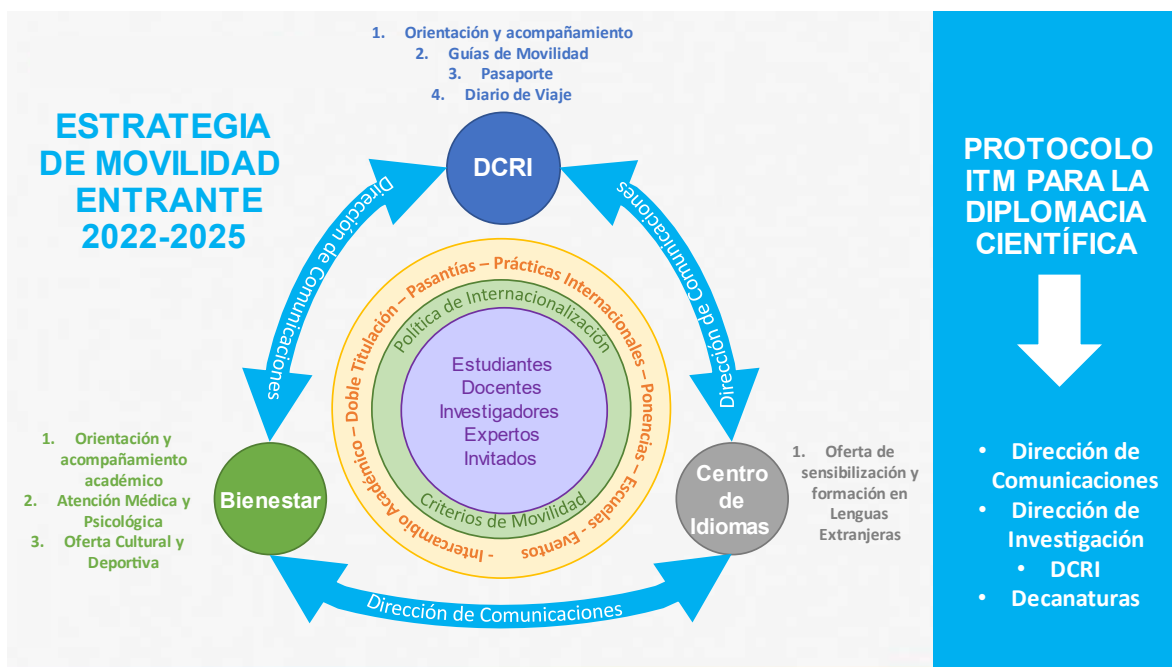 1. Orientación y acompañamiento
2. Guías de Movilidad
3. Pasaporte
4. Diario de Viaje
ESTRATEGIA
DE MOVILIDAD
ENTRANTE
2022-2025
DCRI
Dirección de Comunicaciones
Dirección de Comunicaciones
- Intercambio Académico – Doble Titulación – Pasantías – Prácticas Internacionales – Ponencias – Escuelas - Eventos
Política de Internacionalización
Estudiantes
Docentes
Investigadores
Expertos
Invitados
Criterios de Movilidad
1. Orientación y
acompañamiento
académico
2. Atención Médica y
Psicológica
3. Oferta Cultural y
Deportiva
Bienestar
Centro
de
Idiomas
1. Oferta de
sensibilización y
formación en
Lenguas
Extranjeras
Dirección de Comunicaciones
PROTOCOLO
ITM PARA LA
DIPLOMACIA
CIENTÍFICA
• Dirección de
Comunicaciones
• Dirección de
Investigación
• DCRI
• Decanaturas